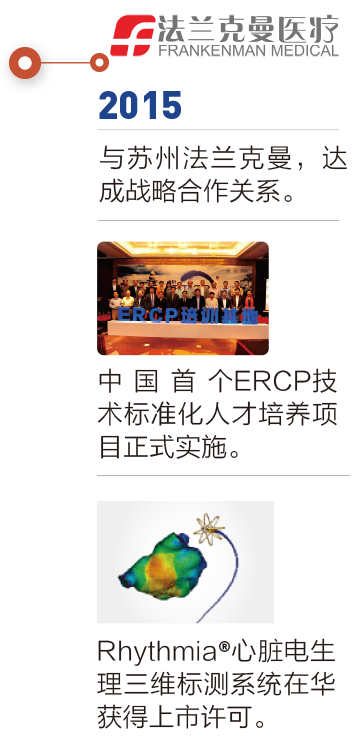 法兰克曼医疗
FRANKENMAN MEDICAL
2015
与苏州法兰克曼，达
成战略合作关系。
ERCP培训基地
中 国 首 个ERCP技
术标准化人才培养项
目正式实施。
Rhythmia®心脏电生
理三维标测系统在华
获得上市许可。